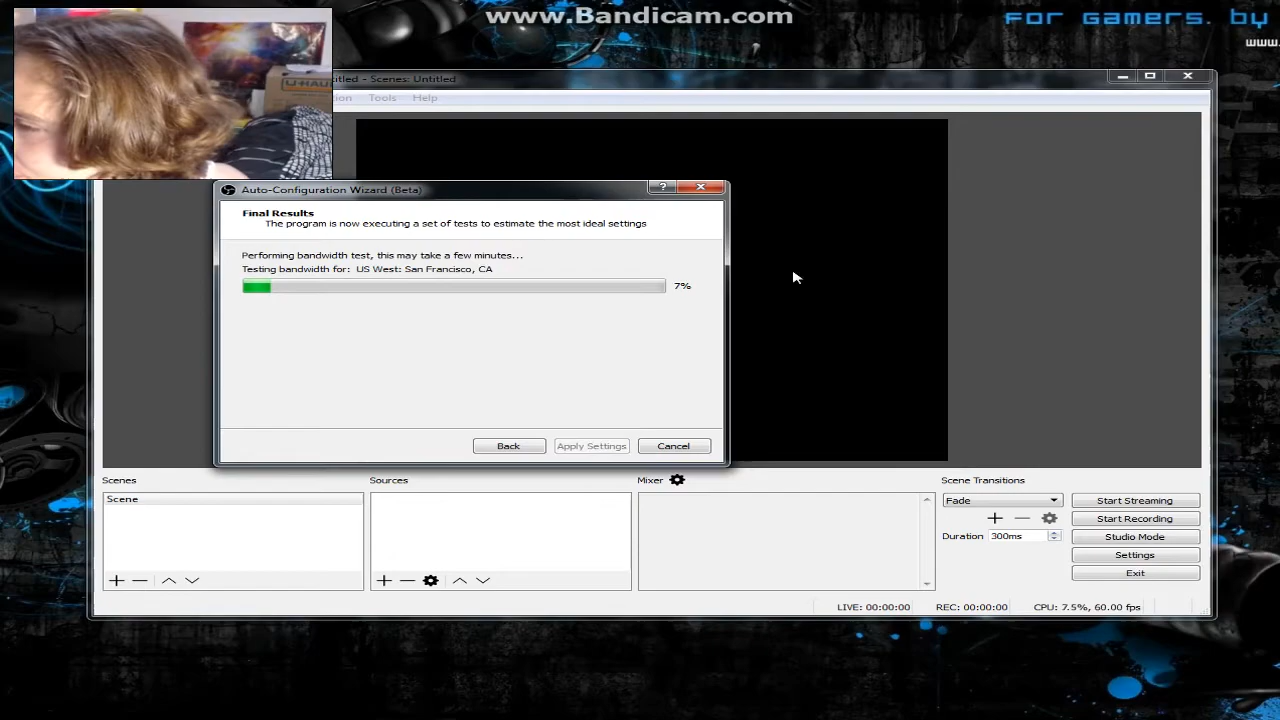 www.Bandicam.com
For Gamers. by
www.
U-HAUL
titled - Scenes: Untitled
ion Tools Help
Auto-Configuration Wizard (Beta)
?
Final Results
The program is now executing a set of tests to estimate the most ideal settings
Performing bandwidth test, this may take a few minutes...
Testing bandwidth for: US West: San Francisco, CA
7%
Back Apply Settings Cancel
Scenes Sources Mixer Scene Transitions
Scene
Fade
Start Streaming
Start Recording
Duration 300ms
Studio Mode
Settings
Exit
LIVE: 00:00:00 REC: 00:00:00 CPU: 7.5%, 60.00 fps